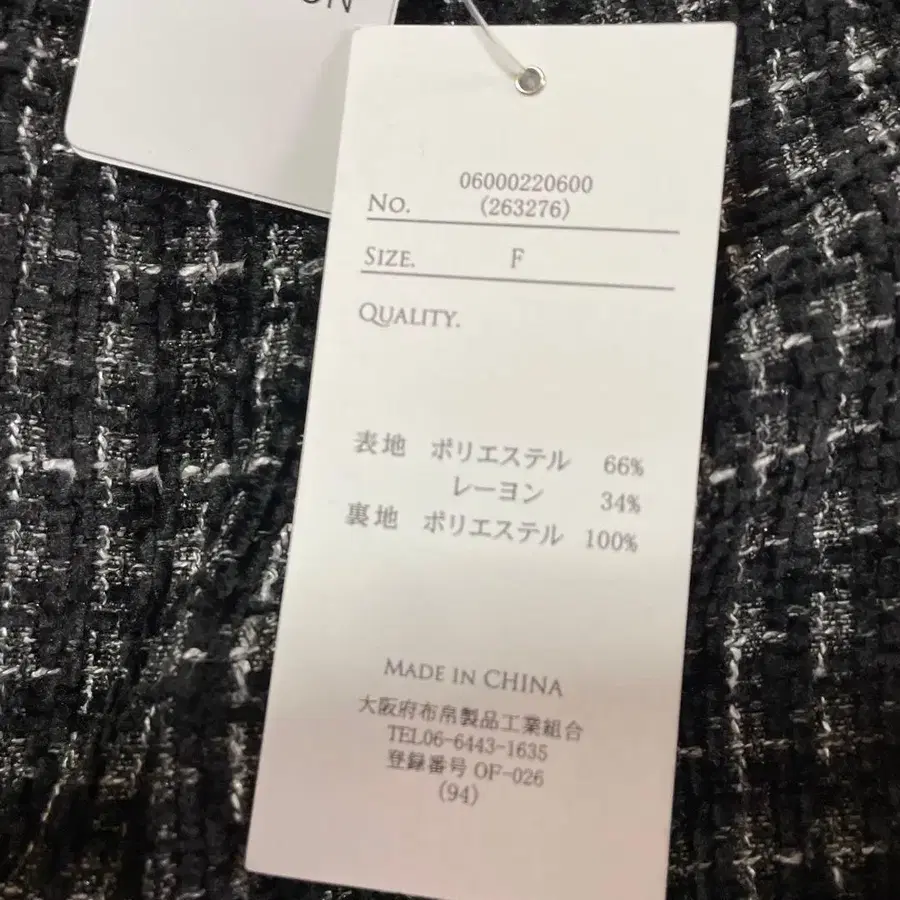 ON
06000220600
No. (263276)
SIZE. F
QUALITY.
表地 ポリエステル 66%
レーヨン 34%
裏地 ポリエステル 100%
MADE IN CHINA
大阪府布帛製品工業組合
TEL06-6443-1635
登録番号 OF-026
(94)